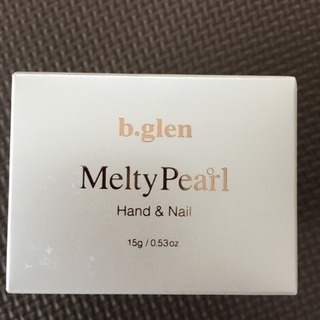 b.glen
MeltyPearl
Hand & Nail
15g / 0.53oz